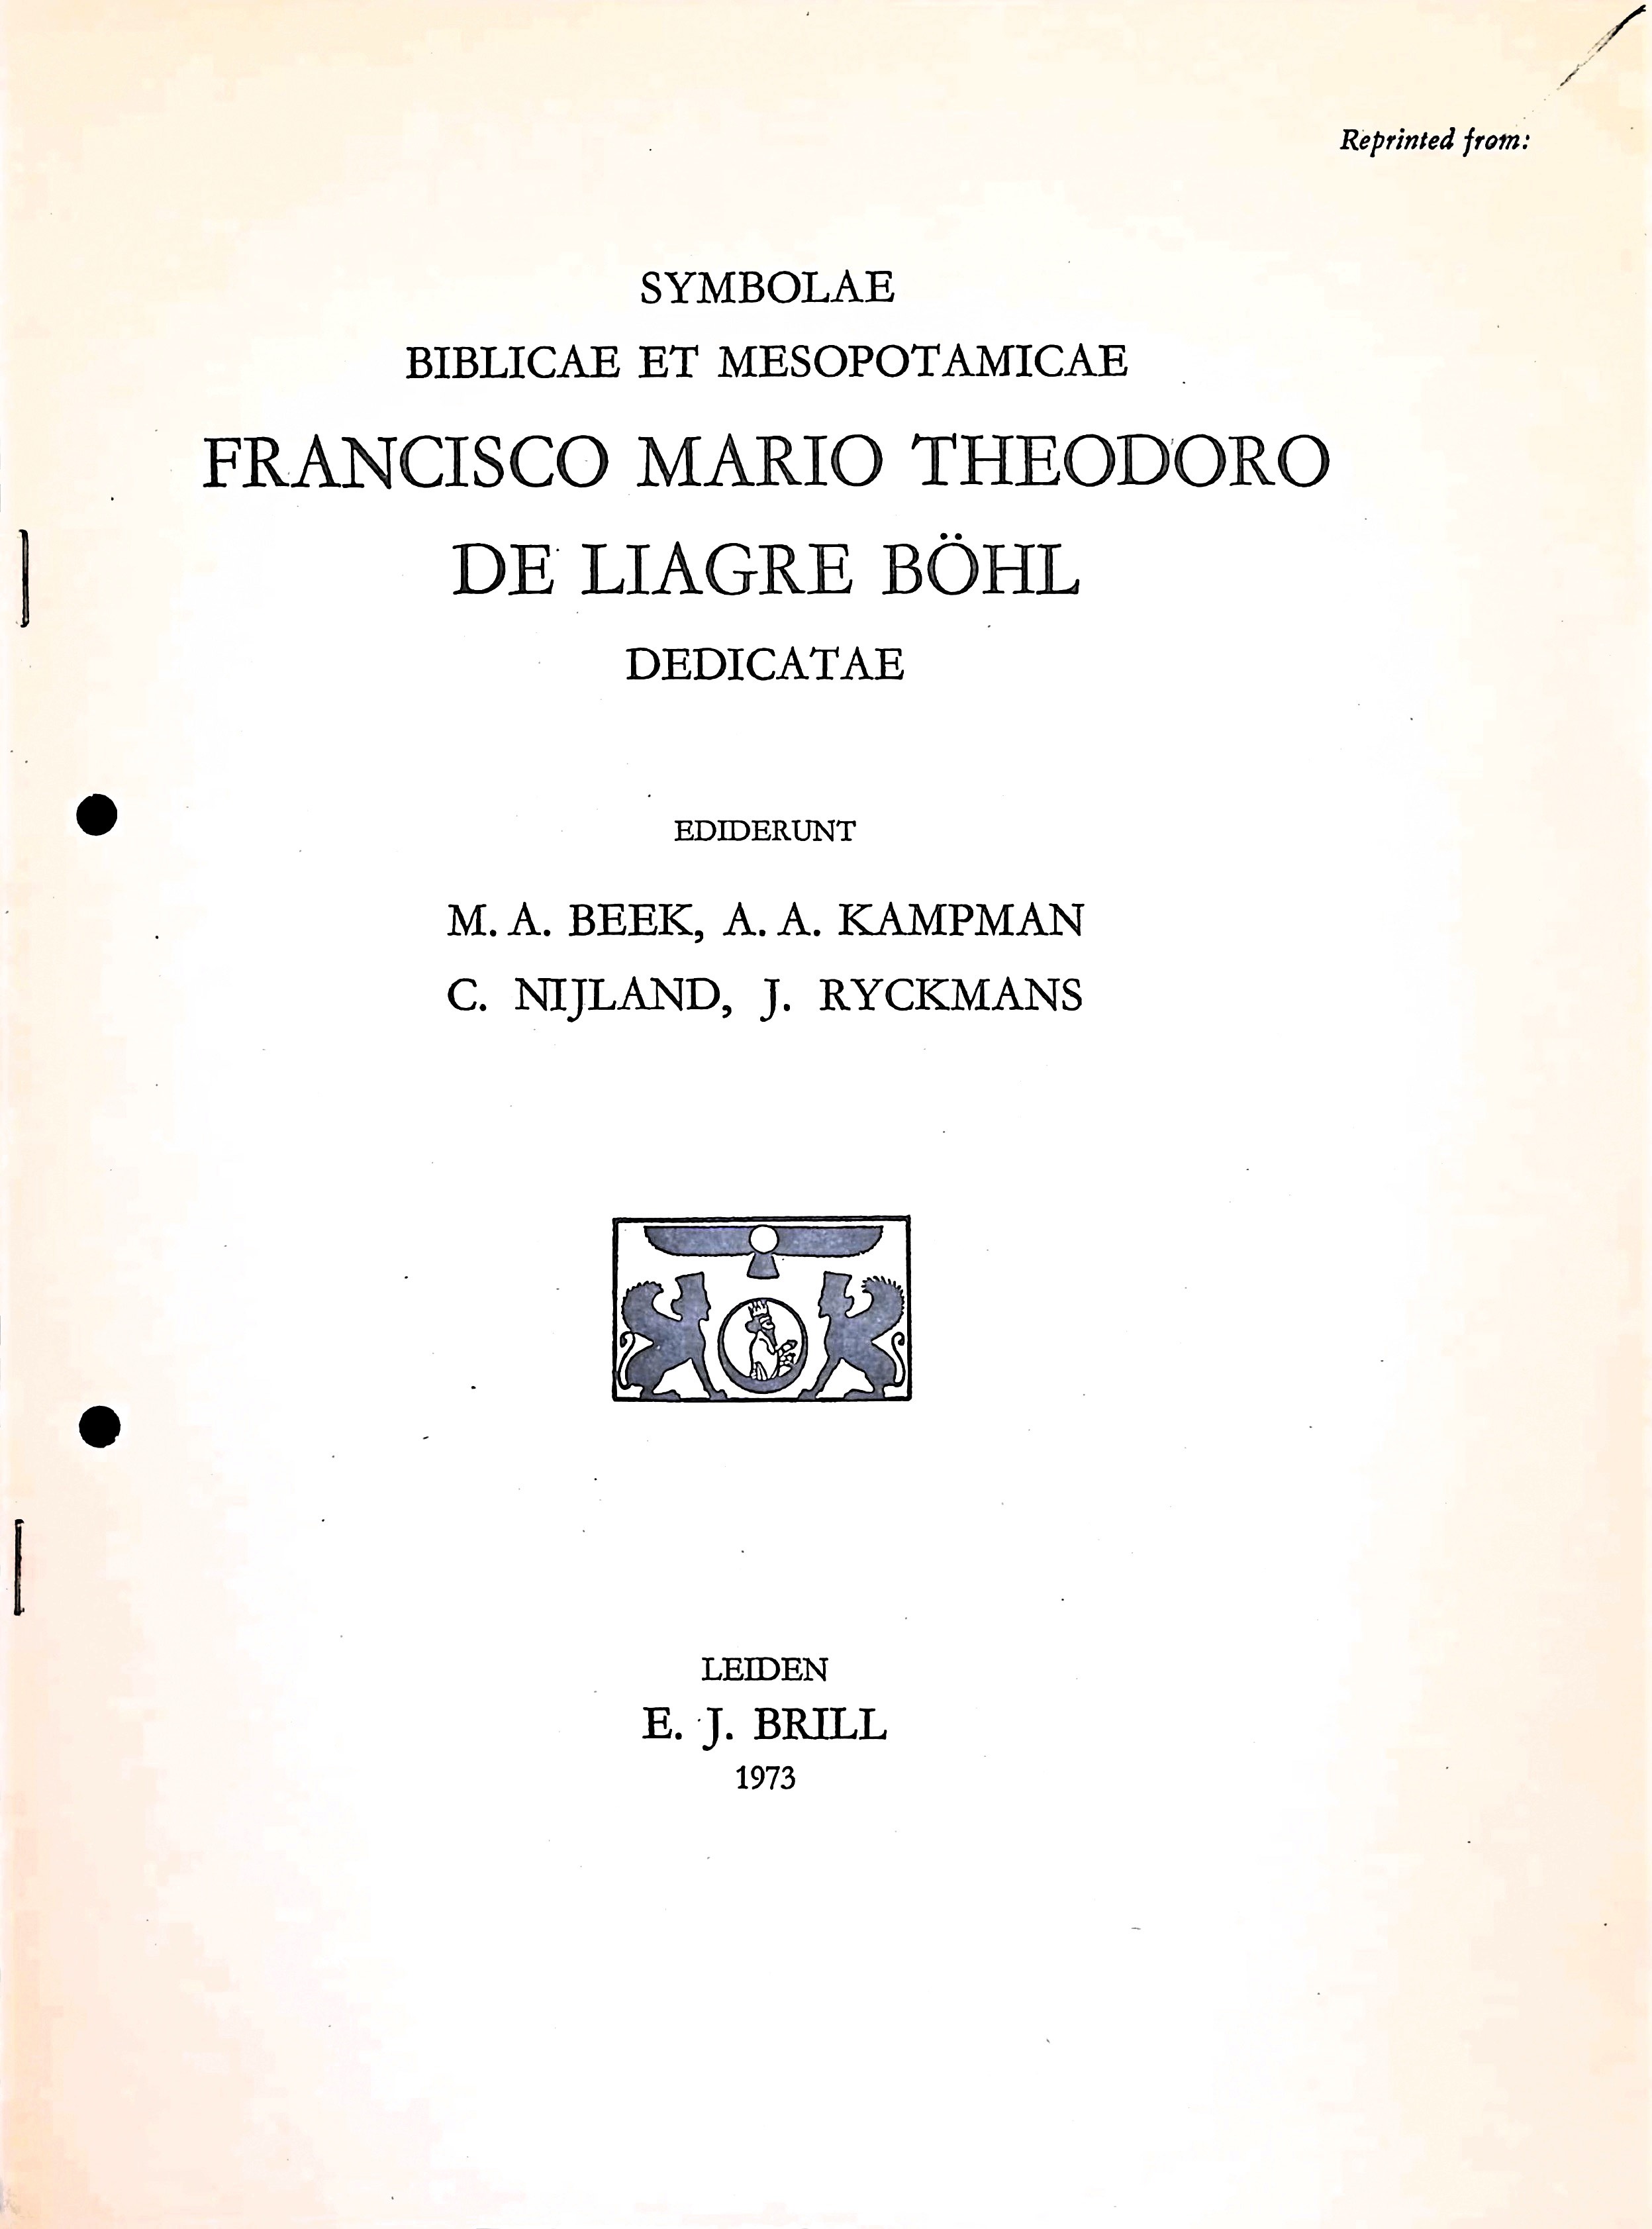 Reprinted from:
SYMBOLAE
BIBLICAE ET MESOPOTAMICAE
FRANCISCO MARIO THEODORO
DE LIAGRE BÖHL
DEDICATAE
EDIDERUNT
M. A. BEEK, A. A. KAMPMAN
C. NIJLAND, J. RYCKMANS
LEIDEN
E. J. BRILL
1973